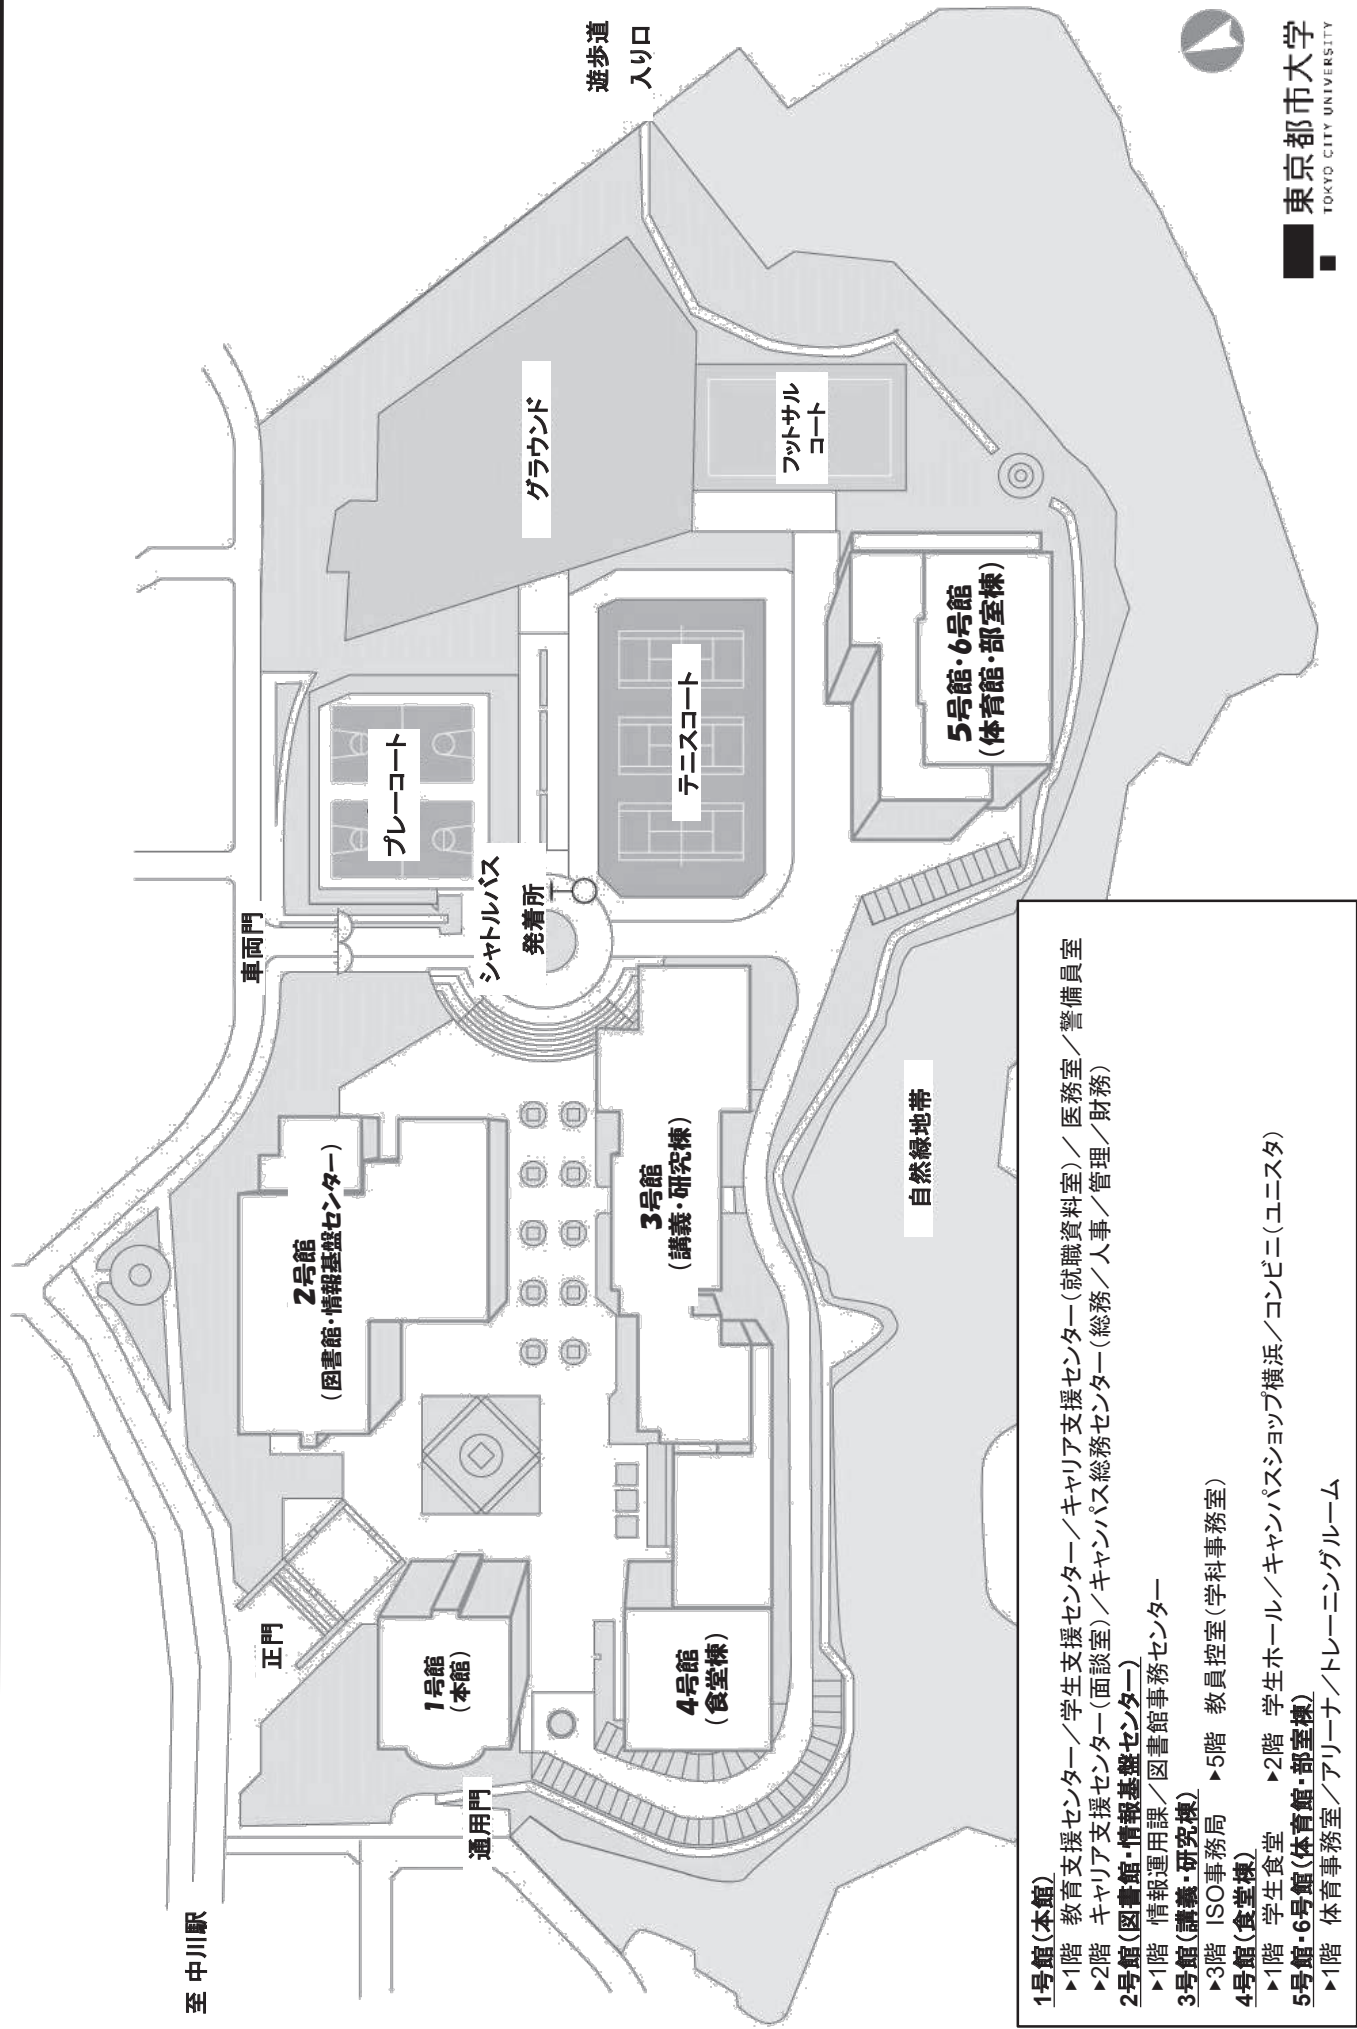 至 中川駅
正門
通用門
1号館
(本館)
2号館
(図書館・情報基盤センター)
3号館
(講義・研究棟)
4号館
(食堂棟)
車両門
シャトルバス
発着所
プレーコート
テニスコート
グラウンド
フットサル
コート
5号館・6号館
(体育館・部室棟)
自然緑地帯
遊歩道
入り口
1号館(本館)
▶1階 教育支援センター/学生支援センター/キャリア支援センター(就職資料室)/医務室/警備員室
▶2階 キャリア支援センター(面談室)/キャンパス総務センター(総務/人事/管理/財務)
2号館(図書館・情報基盤センター)
▶1階 情報運用課/図書館事務センター
3号館(講義・研究棟)
▶3階 ISO事務局 ▶5階 教員控室(学科事務室)
4号館(食堂棟)
▶1階 学生食堂 ▶2階 学生ホール/キャンパスショップ横浜/コンビニ(ユニスタ)
5号館・6号館(体育館・部室棟)
▶1階 体育事務室/アリーナ/トレーニングルーム
東京都市大学
TOKYO CITY UNIVERSITY